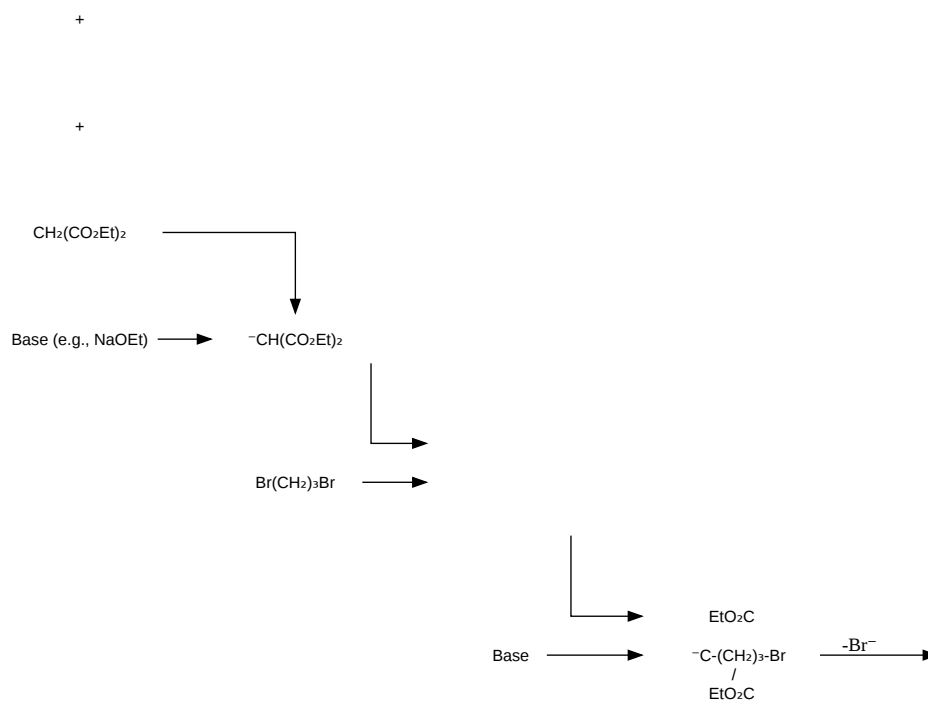 +
+
CH₂(CO₂Et)₂
Base (e.g., NaOEt)
⁻CH(CO₂Et)₂
Br(CH₂)₃Br
EtO₂C
Base
⁻C-(CH₂)₃-Br
-Br⁻
/
EtO₂C